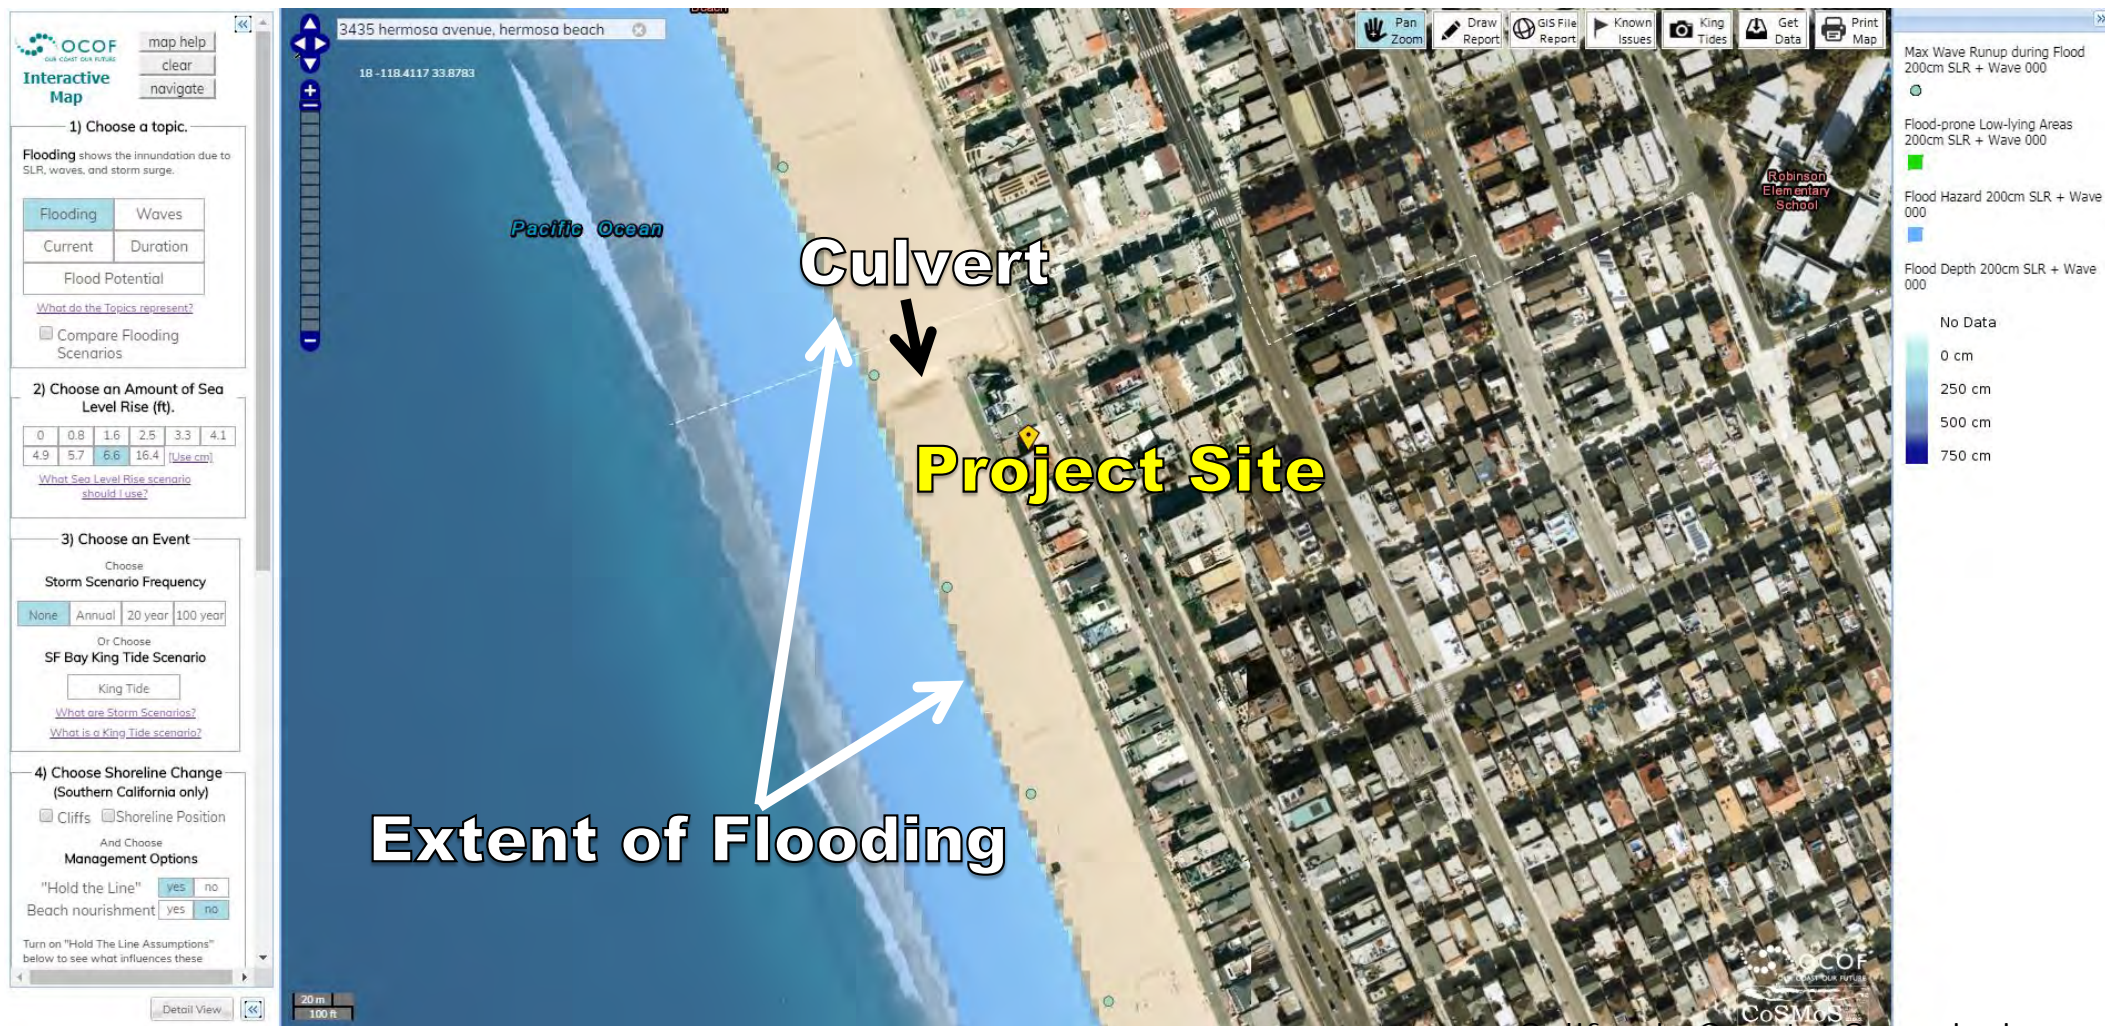 OCOF
OUR COAST OUR FUTURE
Interactive
Map
map help
clear
navigate
1) Choose a topic.
Flooding shows the innundation due to
SLR, waves, and storm surge.
Flooding Waves
Current Duration
Flood Potential
What do the Topics represent?
Compare Flooding
Scenarios
2) Choose an Amount of Sea
Level Rise (ft).
0 0.8 1.6 2.5 3.3 4.1
4.9 5.7 6.6 16.4 [Use cm]
What Sea Level Rise scenario
should I use?
3) Choose an Event
Choose
Storm Scenario Frequency
None Annual 20 year 100 year
Or Choose
SF Bay King Tide Scenario
King Tide
What are Storm Scenarios?
What is a King Tide scenario?
4) Choose Shoreline Change
(Southern California only)
Cliffs Shoreline Position
And Choose
Management Options
"Hold the Line" yes no
Beach nourishment yes no
Turn on "Hold The Line Assumptions"
below to see what influences these
Detail View
3435 hermosa avenue, hermosa beach
18 -118.4117 33.8783
Beach
Pan
Zoom
Draw
Report
GIS File
Report
Known
Issues
King
Tides
Get
Data
Print
Map
Robinson
Elementary
School
Pacific Ocean
Culvert
Project Site
Extent of Flooding
20 m
100 ft
OCOF
OUR COAST OUR FUTURE
CoSMoS
Max Wave Runup during Flood
200cm SLR + Wave 000
Flood-prone Low-lying Areas
200cm SLR + Wave 000
Flood Hazard 200cm SLR + Wave
000
Flood Depth 200cm SLR + Wave
000
No Data
0 cm
250 cm
500 cm
750 cm